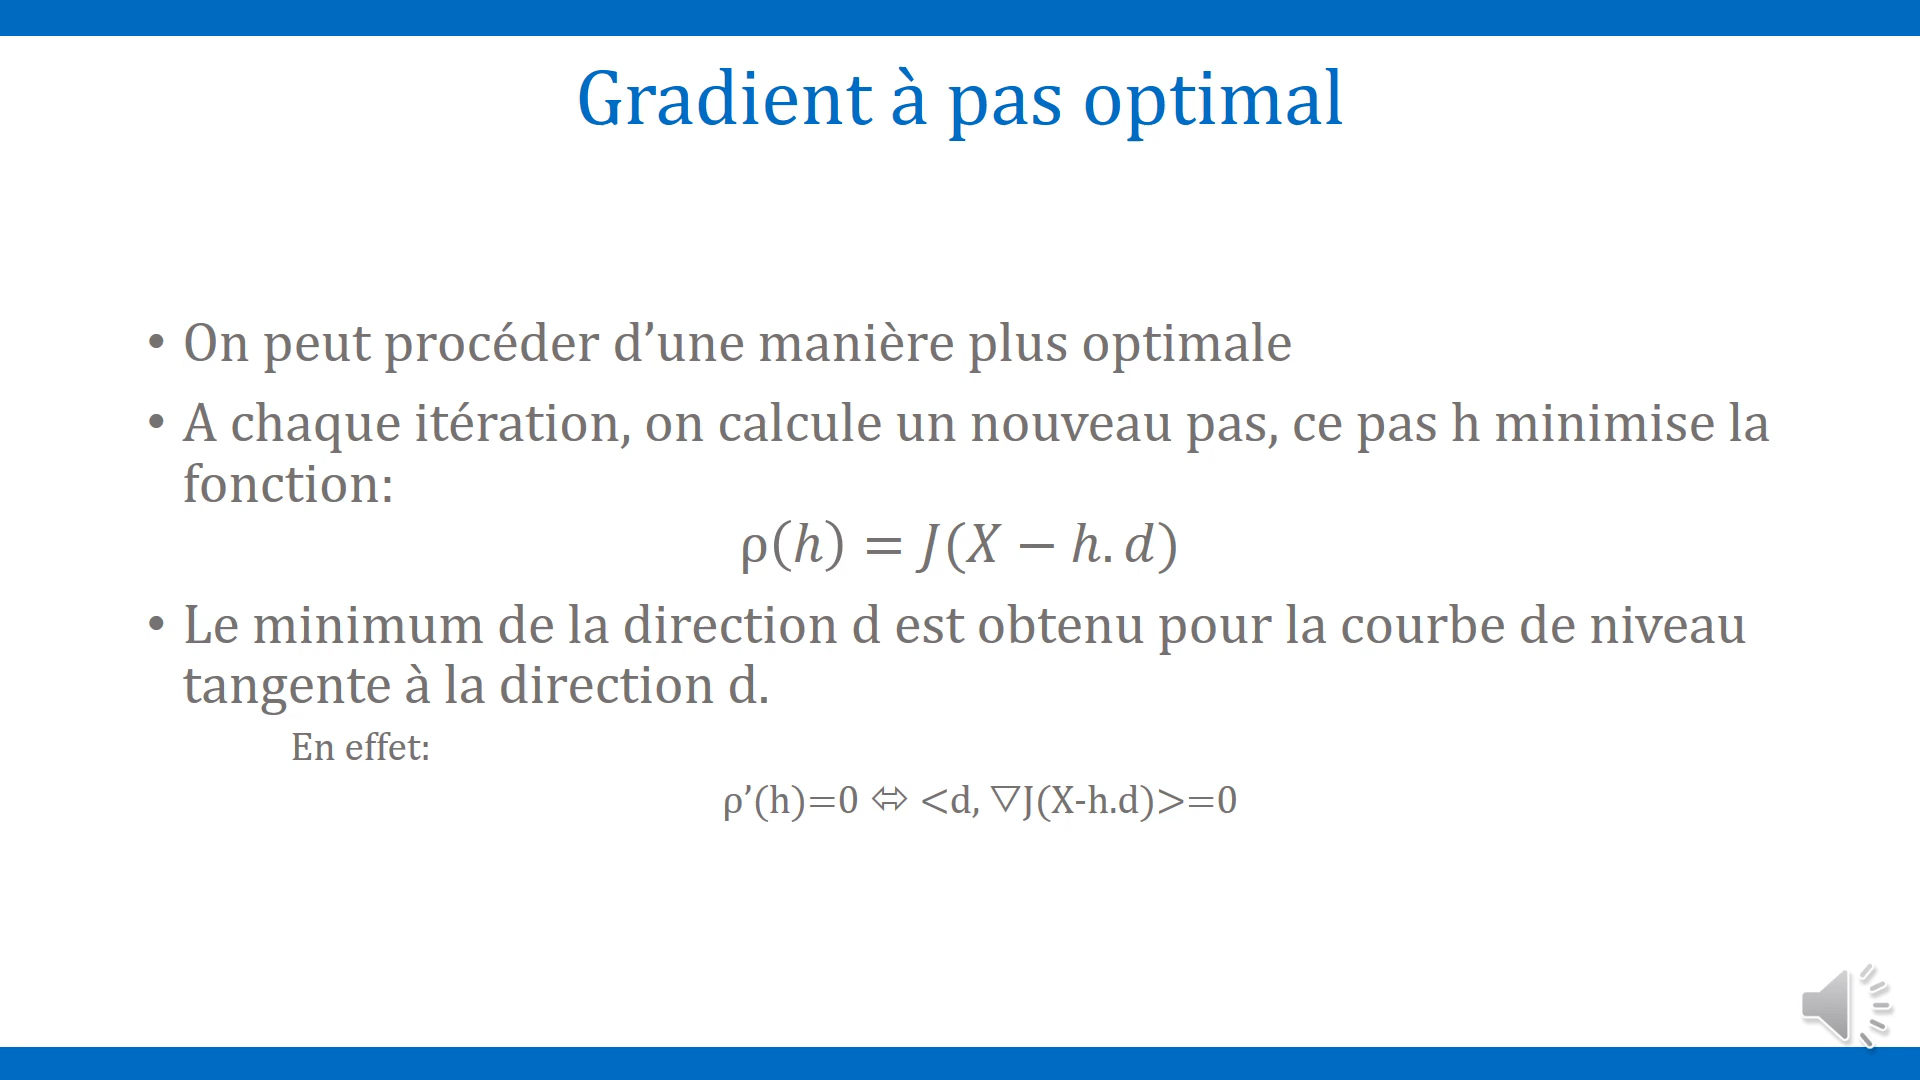 Gradient à pas optimal
• On peut procéder d’une manière plus optimale
• A chaque itération, on calcule un nouveau pas, ce pas h minimise la
fonction:
ρ(h) = J(X − h. d)
• Le minimum de la direction d est obtenu pour la courbe de niveau
tangente à la direction d.
En effet:
ρ’(h)=0 ⬄ <d, ▽J(X-h.d)>=0